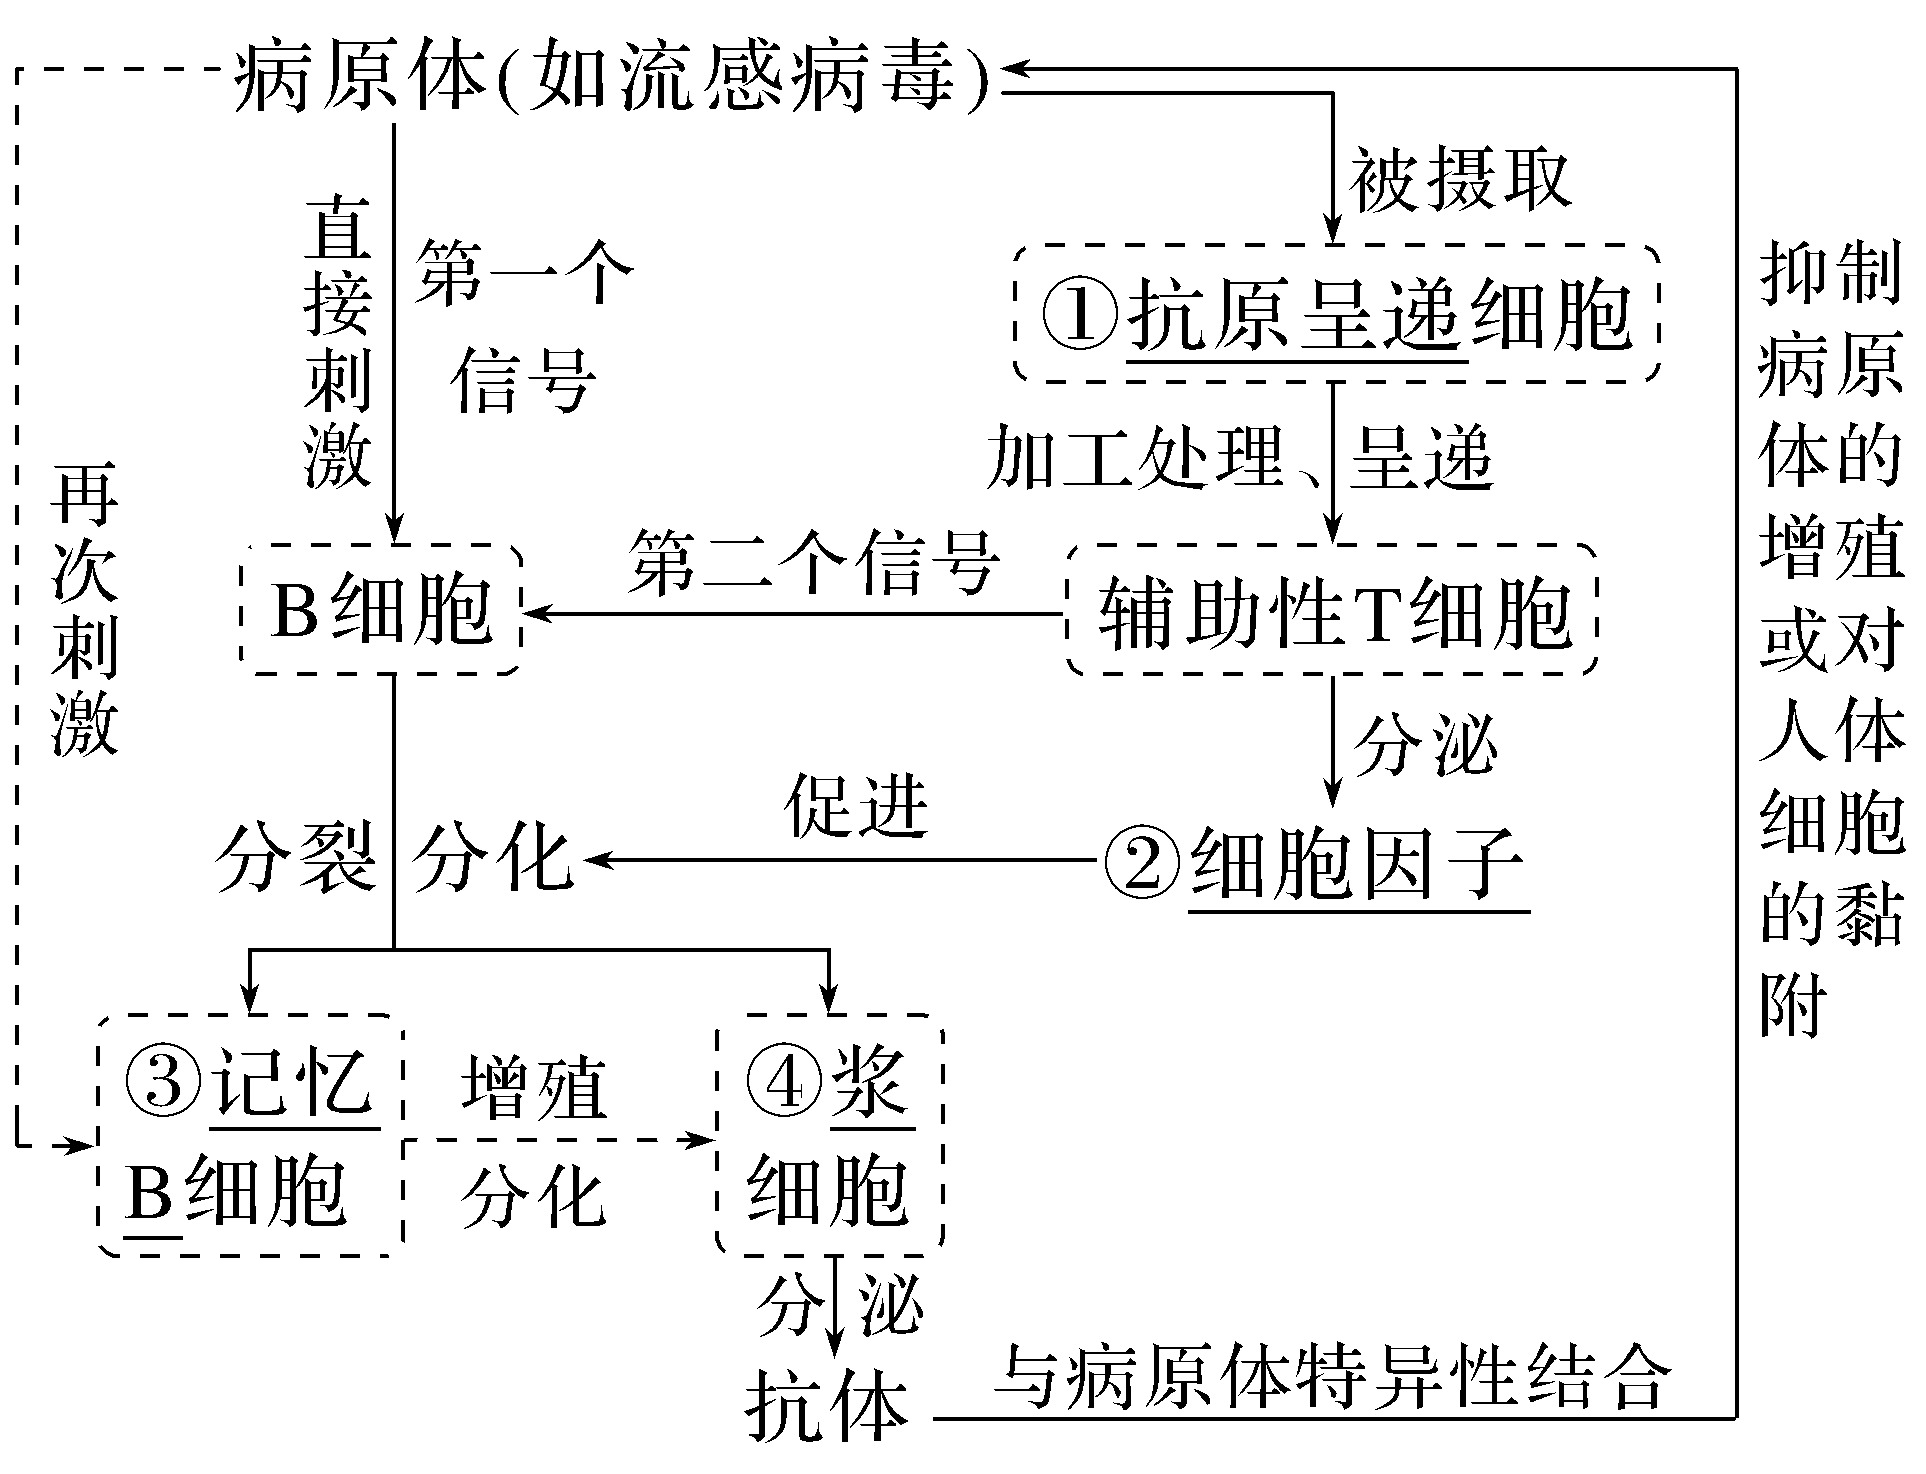 病原体(如流感病毒)
被摄取
直接刺激
第一个
信号
①抗原呈递细胞
加工处理、呈递
再次刺激
B细胞
第二个信号
辅助性T细胞
分泌
分裂 分化
促进
②细胞因子
③记忆
B细胞
增殖
分化
④浆
细胞
分泌
抗体
与病原体特异性结合
抑制
病原
体的
增殖
或对
人体
细胞
的黏
附